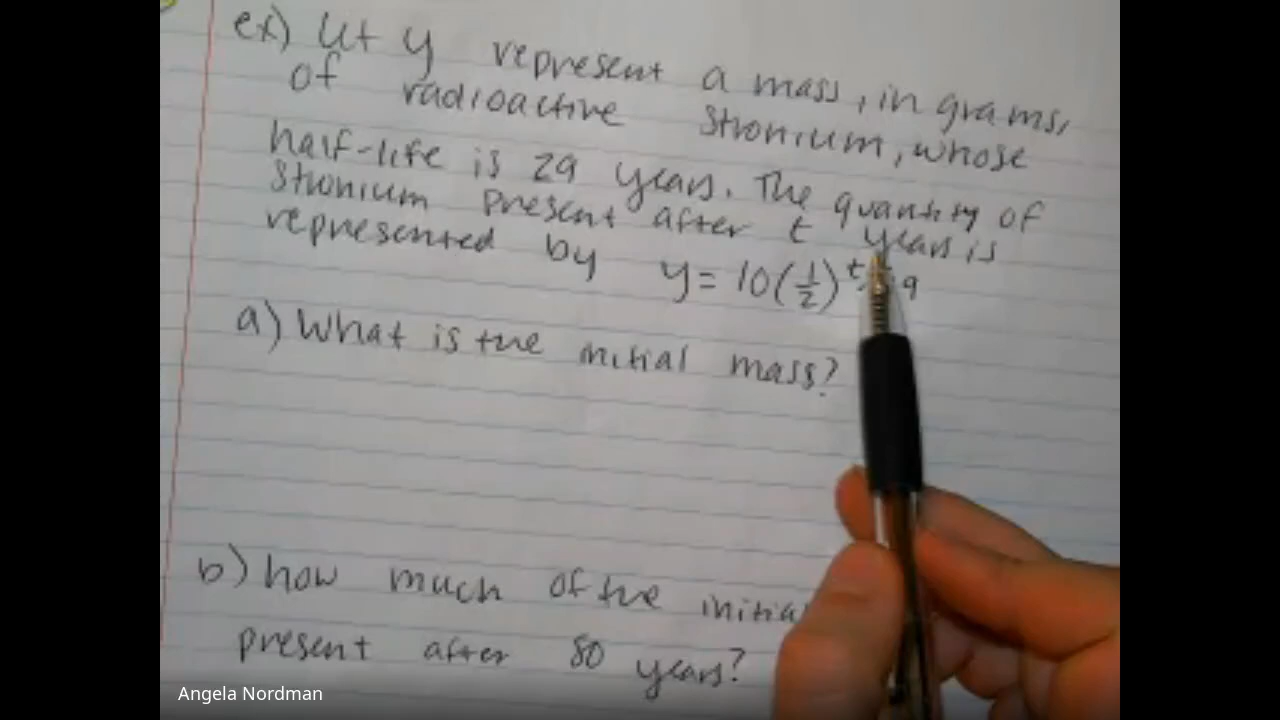 ex) let y represent a mass, in grams,
of radioactive Stronium, whose
half-life is 29 years. The quantity of
Stronium present after t years is
represented by y = 10(1/2)^t
a) What is the initial mass?
b) how much of the initial
present after 80 years?
Angela Nordman